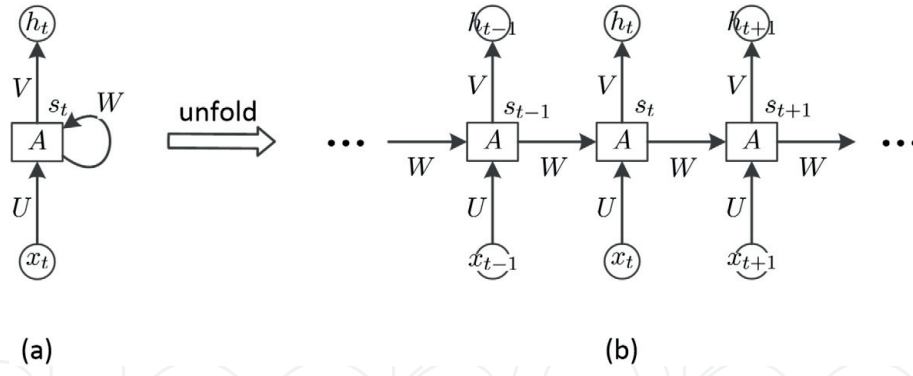 h_t h_{t−1} h_t h_{t+1}
V V V V
s_t W s_{t−1} s_t s_{t+1}
unfold
A ... A A A ...
W W W W
U U U U
x_t x_{t−1} x_t x_{t+1}
(a) (b)